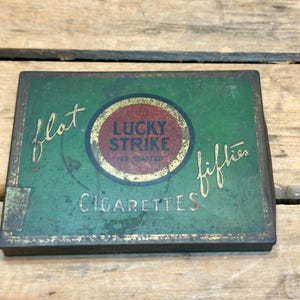 flat
LUCKY
STRIKE
"IT'S TOASTED"
fifties
CIGARETTES